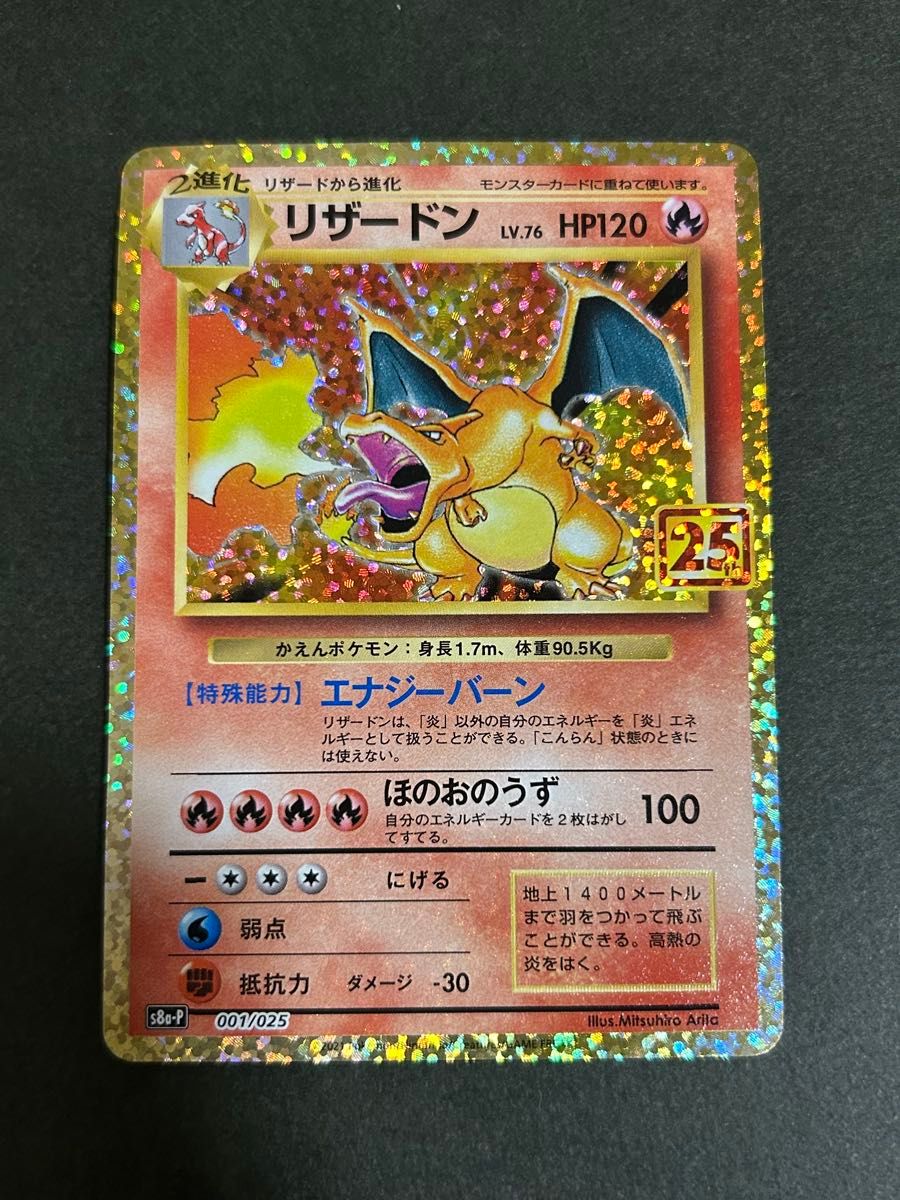 2進化 リザードから進化 モンスターカードに重ねて使います。
リザードン LV.76 HP120
25th
かえんポケモン：身長1.7m、体重90.5Kg
【特殊能力】 エナジーバーン
リザードンは、「炎」以外の自分のエネルギーを「炎」エネ
ルギーとして扱うことができる。「こんらん」状態のときに
は使えない。
ほのおのうず 100
自分のエネルギーカードを2枚はがし
てすてる。
にげる
弱点
抵抗力 ダメージ -30
地上1400メートル
まで羽をつかって飛ぶ
ことができる。高熱の
炎をはく。
s8a-P 001/025 Illus.Mitsuhiro Arita
2021